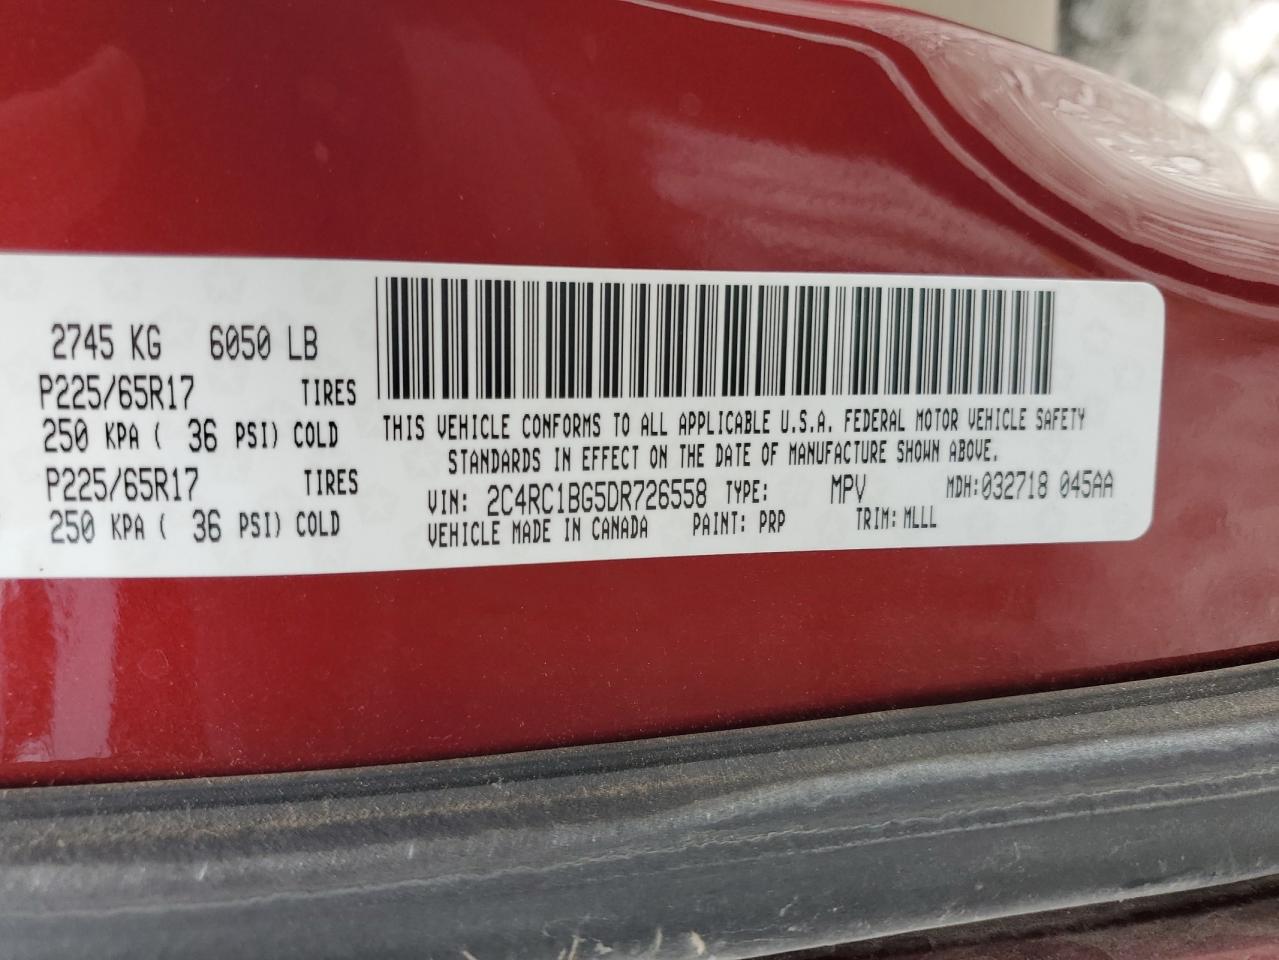 2745 KG 6050 LB
P225/65R17 TIRES
250 KPA ( 36 PSI) COLD
P225/65R17 TIRES
250 KPA ( 36 PSI) COLD
THIS VEHICLE CONFORMS TO ALL APPLICABLE U.S.A. FEDERAL MOTOR VEHICLE SAFETY
STANDARDS IN EFFECT ON THE DATE OF MANUFACTURE SHOWN ABOVE.
VIN: 2C4RC1BG5DR726558 TYPE: MPV MDH:032718 045AA
VEHICLE MADE IN CANADA PAINT: PRP TRIM: MLLL